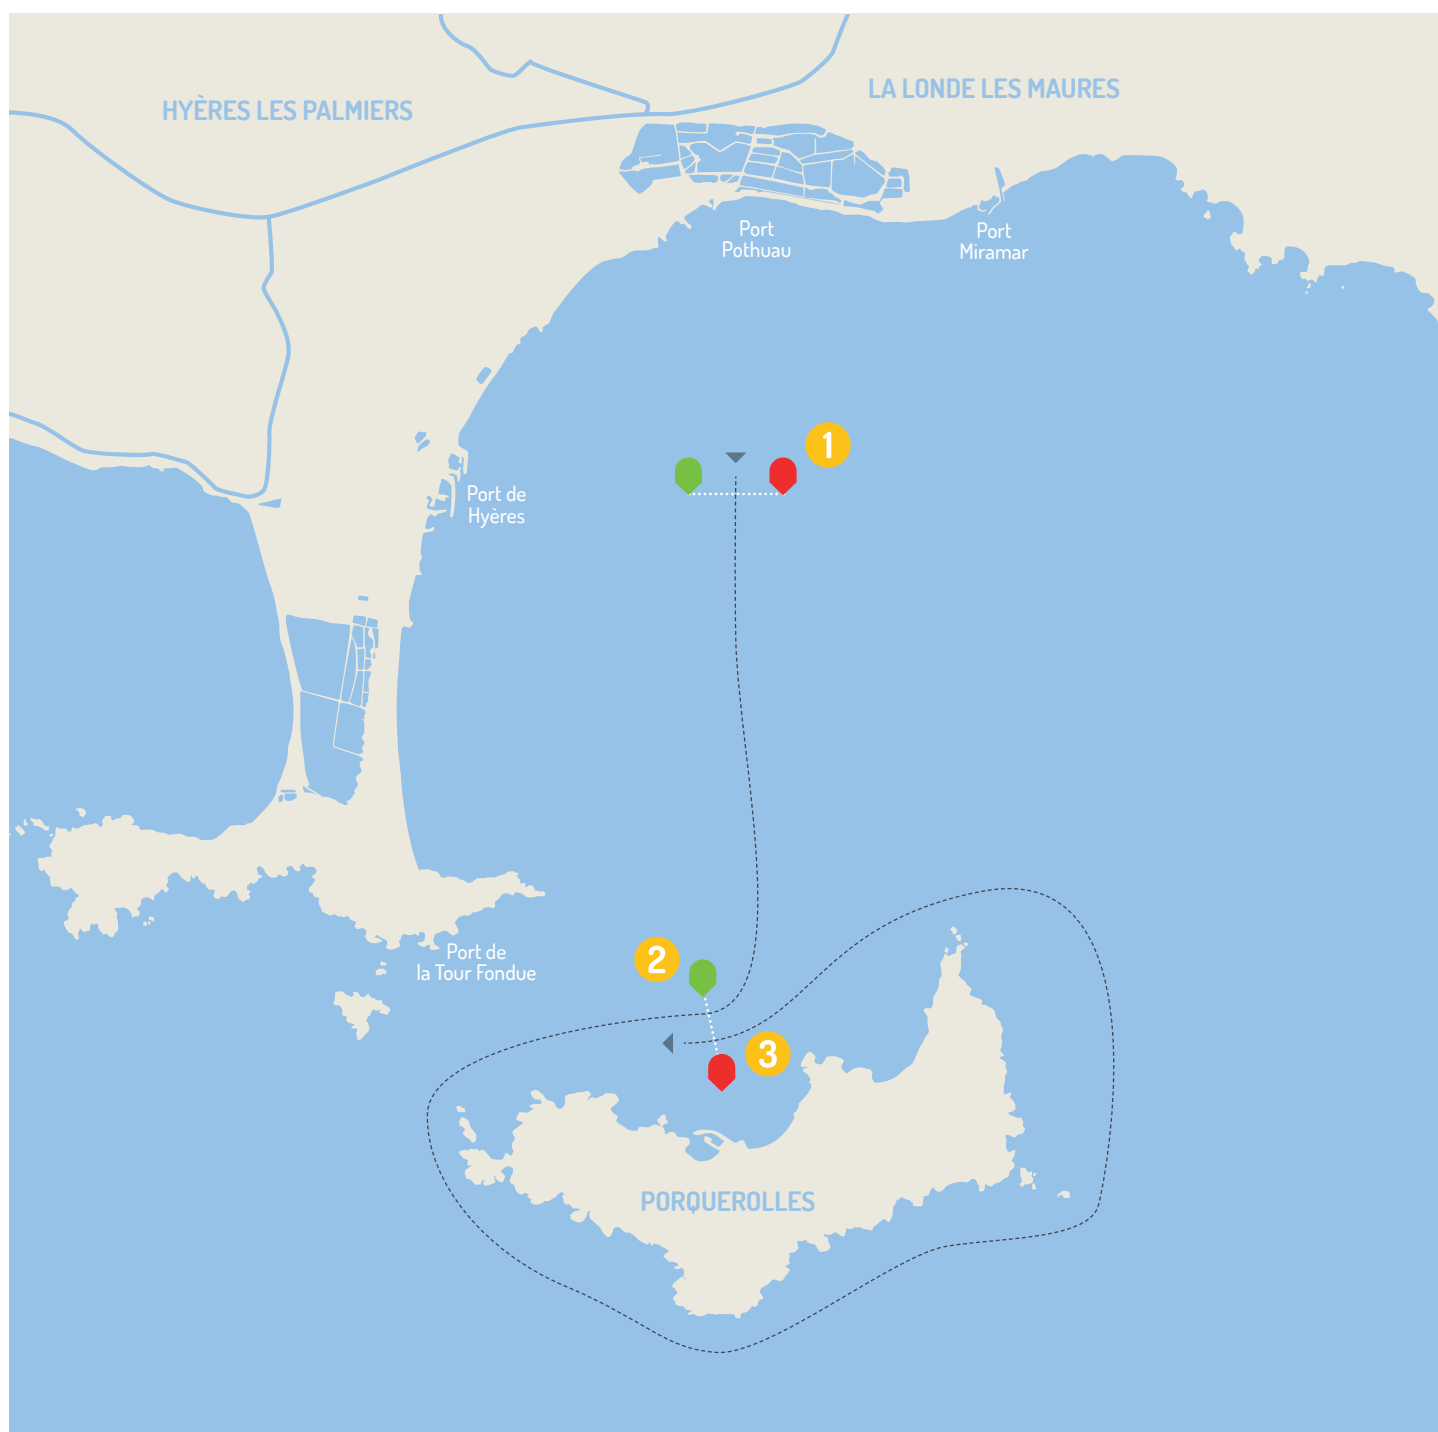 LA LONDE LES MAURES
HYÈRES LES PALMIERS
Port
Pothuau
Port
Miramar
1
Port de
Hyères
2
Port de
la Tour Fondue
3
PORQUEROLLES